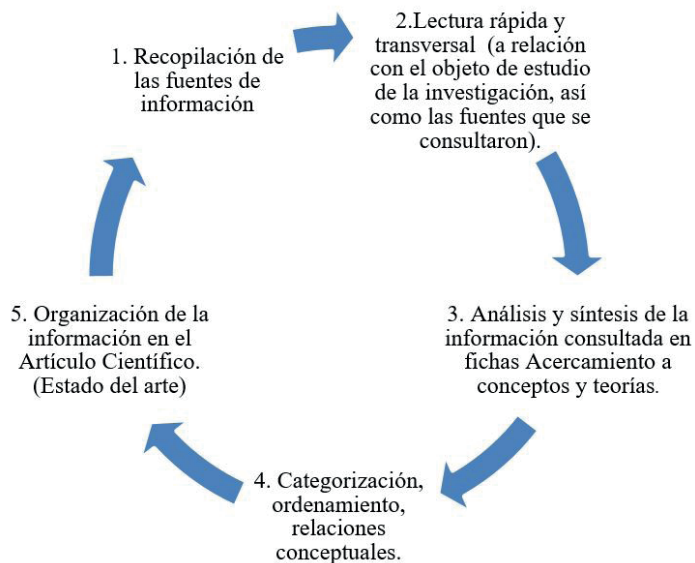 1. Recopilación de
las fuentes de
información
2.Lectura rápida y
transversal (a relación
con el objeto de estudio
de la investigación, así
como las fuentes que se
consultaron).
3. Análisis y síntesis de la
información consultada en
fichas Acercamiento a
conceptos y teorías.
4. Categorización,
ordenamiento,
relaciones
conceptuales.
5. Organización de la
información en el
Artículo Científico.
(Estado del arte)